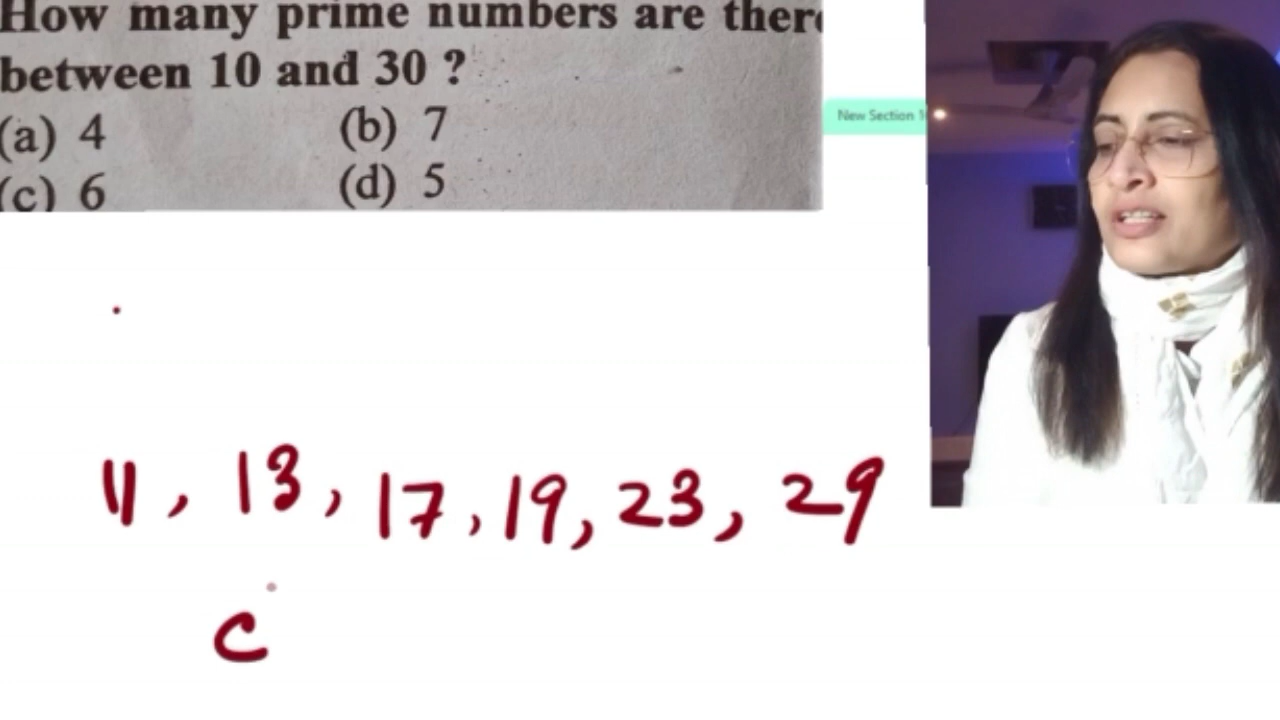 How many prime numbers are there
between 10 and 30 ?
(a) 4 (b) 7
(c) 6 (d) 5
New Section 1
11, 13, 17, 19, 23, 29
C